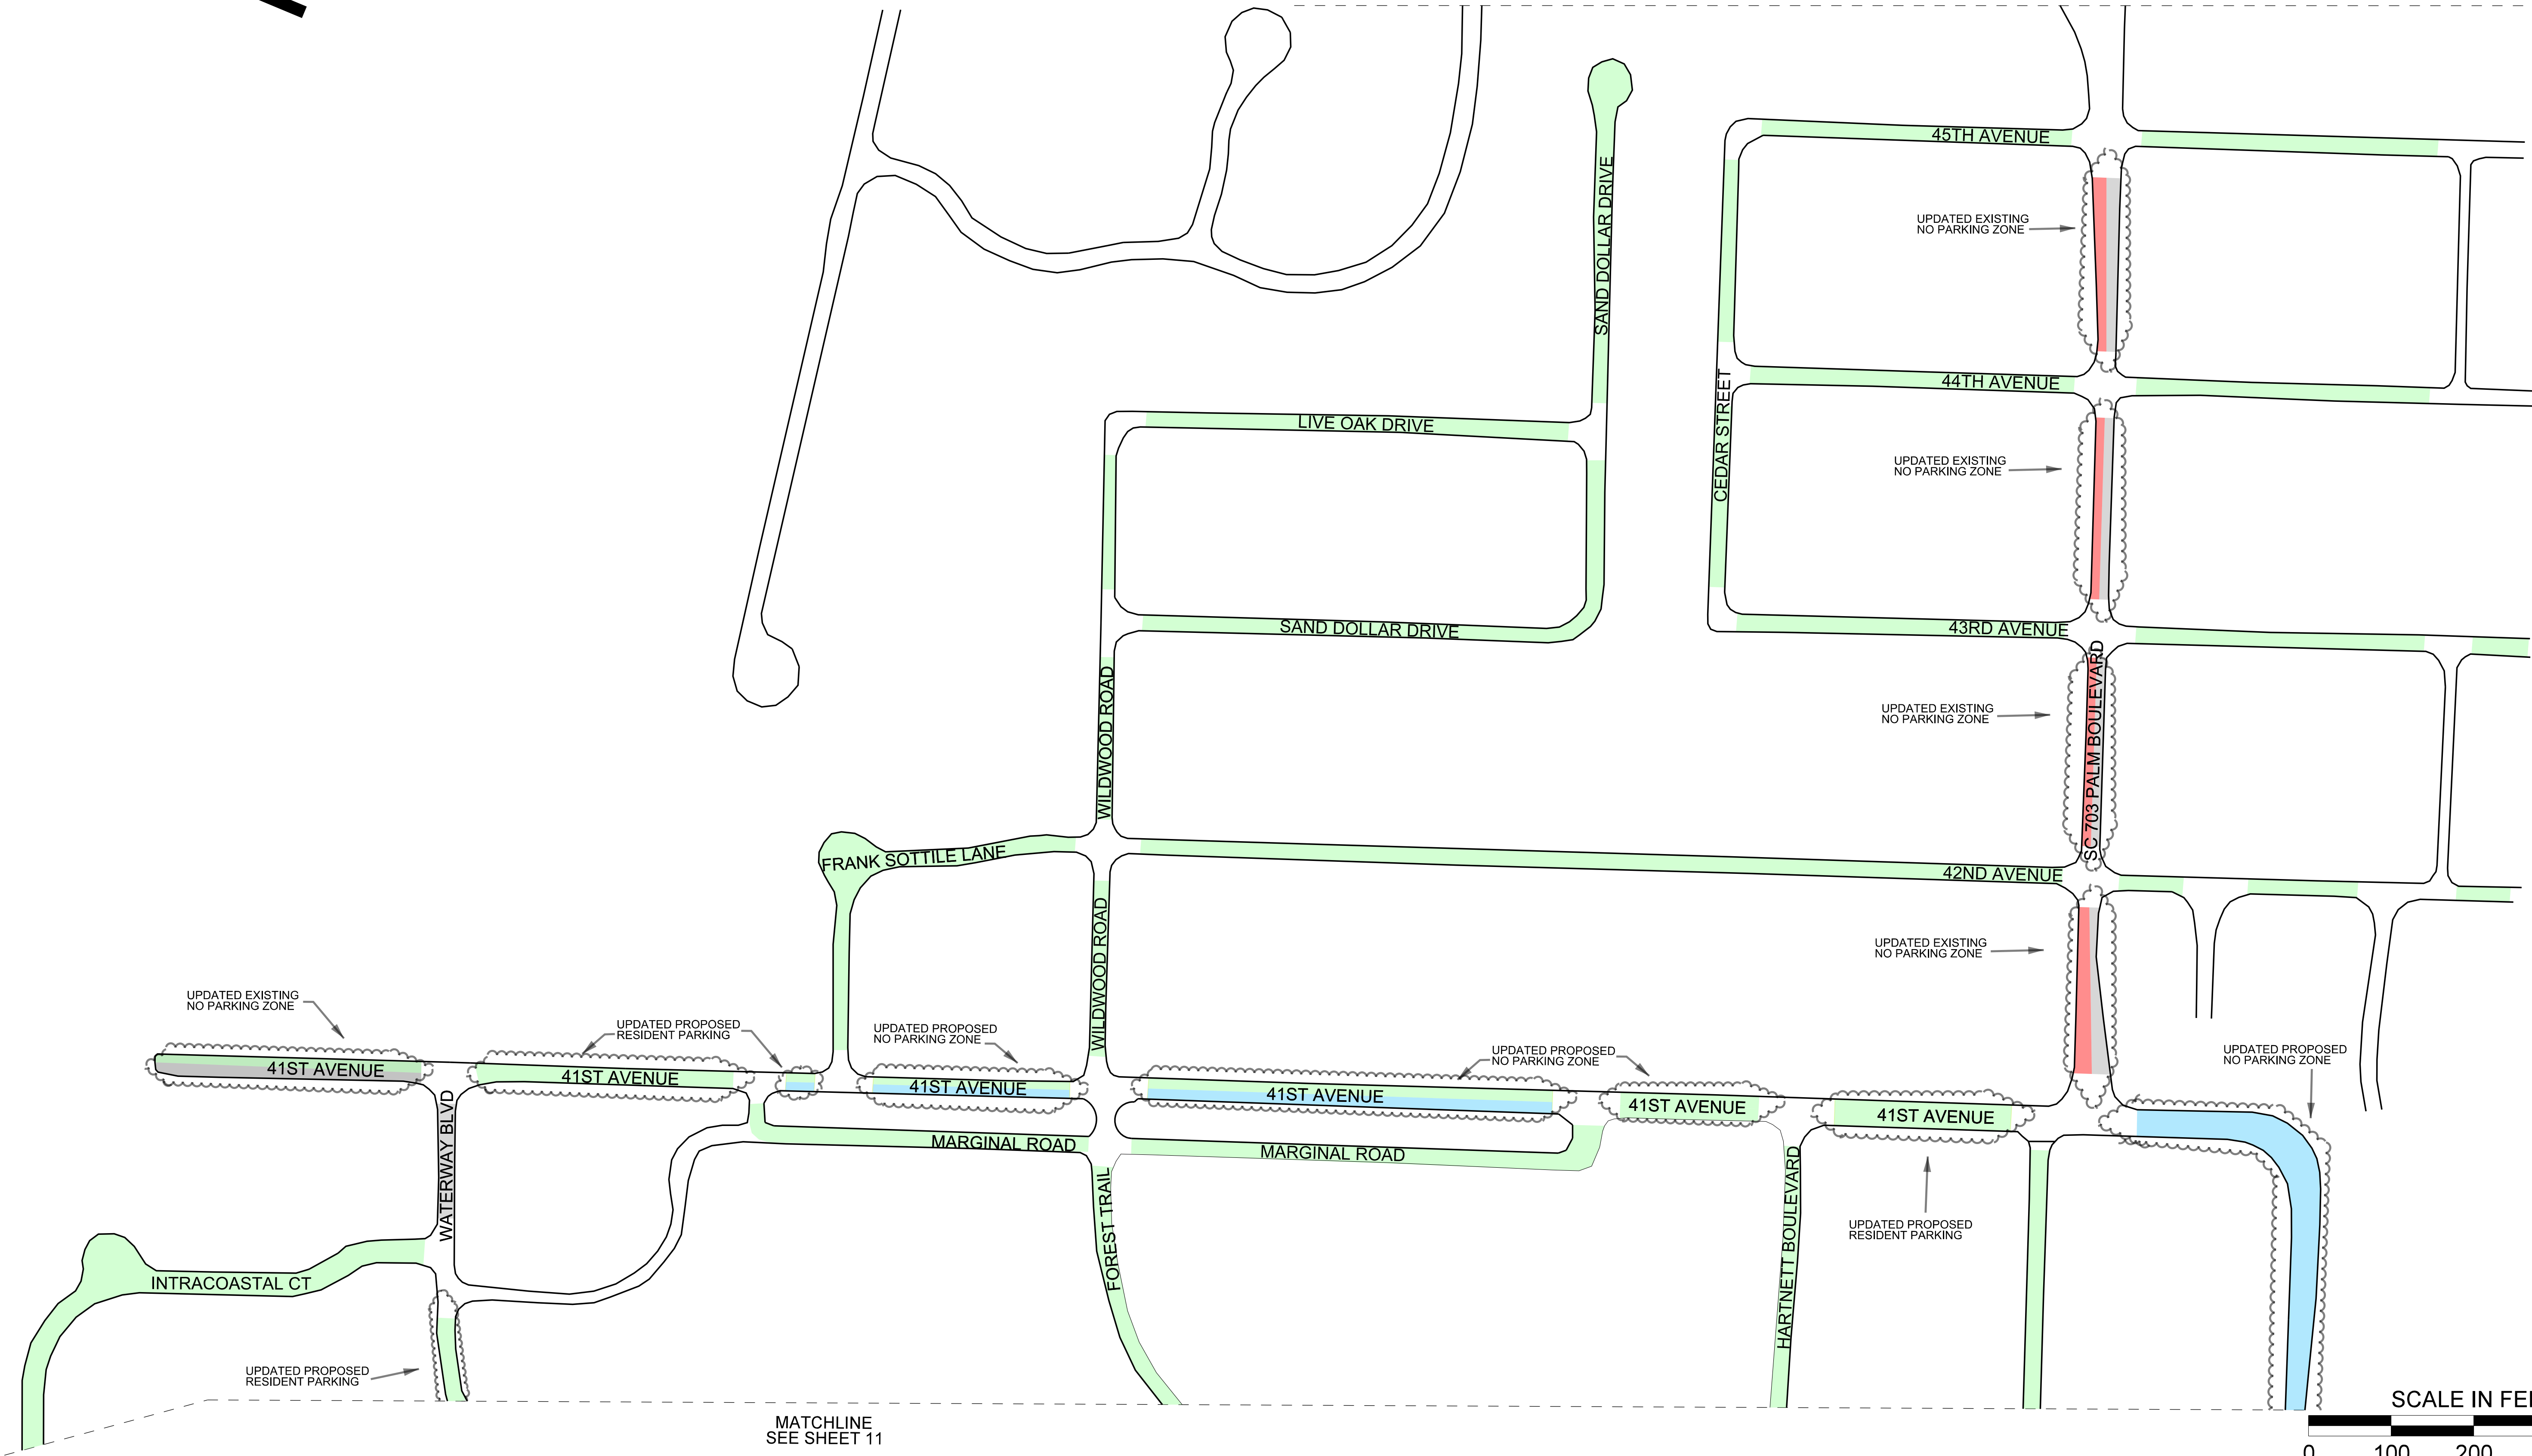 45TH AVENUE
SAND DOLLAR DRIVE
UPDATED EXISTING
NO PARKING ZONE
44TH AVENUE
CEDAR STREET
LIVE OAK DRIVE
UPDATED EXISTING
NO PARKING ZONE
SAND DOLLAR DRIVE
43RD AVENUE
SC 703 PALM BOULEVARD
WILDWOOD ROAD
UPDATED EXISTING
NO PARKING ZONE
FRANK SOTTILE LANE
42ND AVENUE
WILDWOOD ROAD
UPDATED EXISTING
NO PARKING ZONE
UPDATED EXISTING
NO PARKING ZONE
UPDATED PROPOSED
RESIDENT PARKING
UPDATED PROPOSED
NO PARKING ZONE
UPDATED PROPOSED
NO PARKING ZONE
UPDATED PROPOSED
NO PARKING ZONE
41ST AVENUE
41ST AVENUE
41ST AVENUE
41ST AVENUE
41ST AVENUE
41ST AVENUE
WATERWAY BLVD
MARGINAL ROAD
MARGINAL ROAD
FOREST TRAIL
HARTNETT BOULEVARD
UPDATED PROPOSED
RESIDENT PARKING
INTRACOASTAL CT
UPDATED PROPOSED
RESIDENT PARKING
MATCHLINE
SEE SHEET 11
SCALE IN
0 100 200